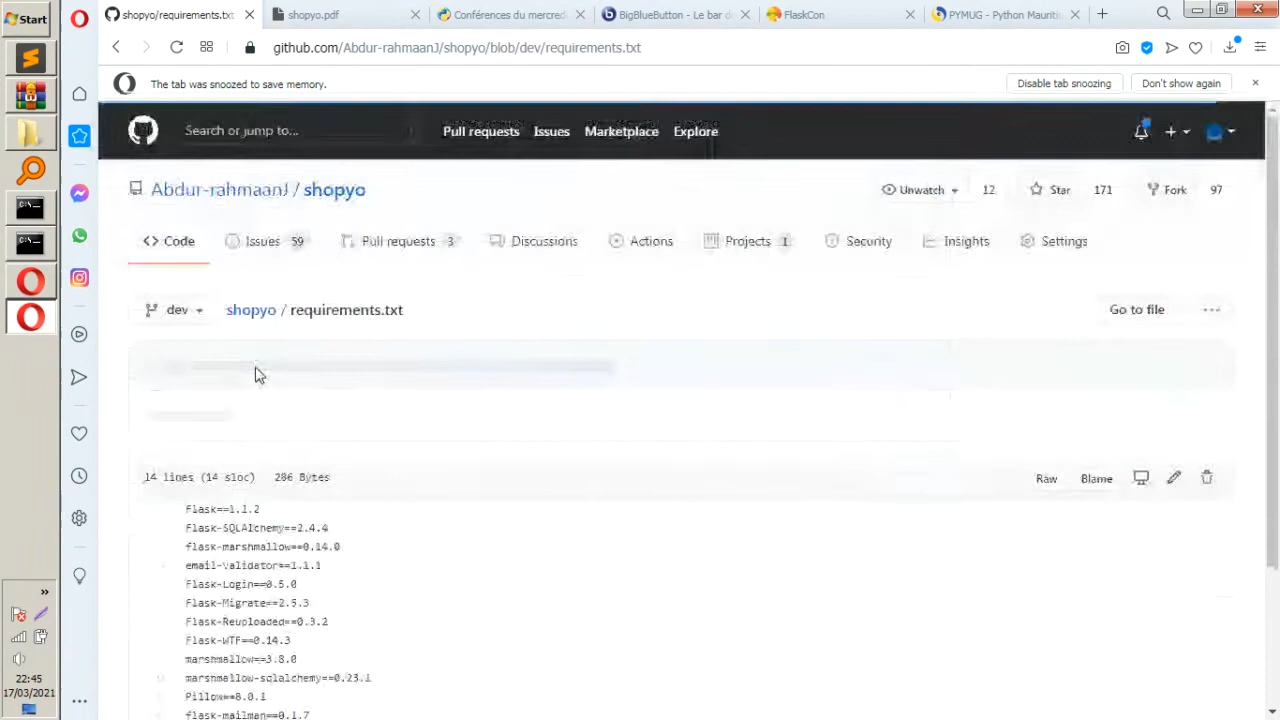 Start
shopyo/requirements.txt
shopyo.pdf
Conférences du mercred
BigBlueButton - Le bar de
FlaskCon
PYMUG - Python Mauriti
github.com/Abdur-rahmaanJ/shopyo/blob/dev/requirements.txt
The tab was snoozed to save memory.
Disable tab snoozing
Don't show again
Search or jump to...
Pull requests
Issues
Marketplace
Explore
Abdur-rahmaanJ / shopyo
Unwatch
12
Star
171
Fork
97
Code
Issues 59
Pull requests 3
Discussions
Actions
Projects 1
Security
Insights
Settings
dev
shopyo / requirements.txt
Go to file
14 lines (14 sloc)
286 Bytes
Raw
Blame
Flask==1.1.2
Flask-SQLAlchemy==2.4.4
flask-marshmallow==0.14.0
email-Validator==1.1.1
Flask-Login==0.5.0
Flask-Migrate==2.5.3
Flask-Reuploaded==0.3.2
Flask-WTF==0.14.3
marshmallow==3.8.0
marshmallow-sqlalchemy==0.23.1
Pillow==8.0.1
flask-mailman==0.1.7
22:45
17/03/2021